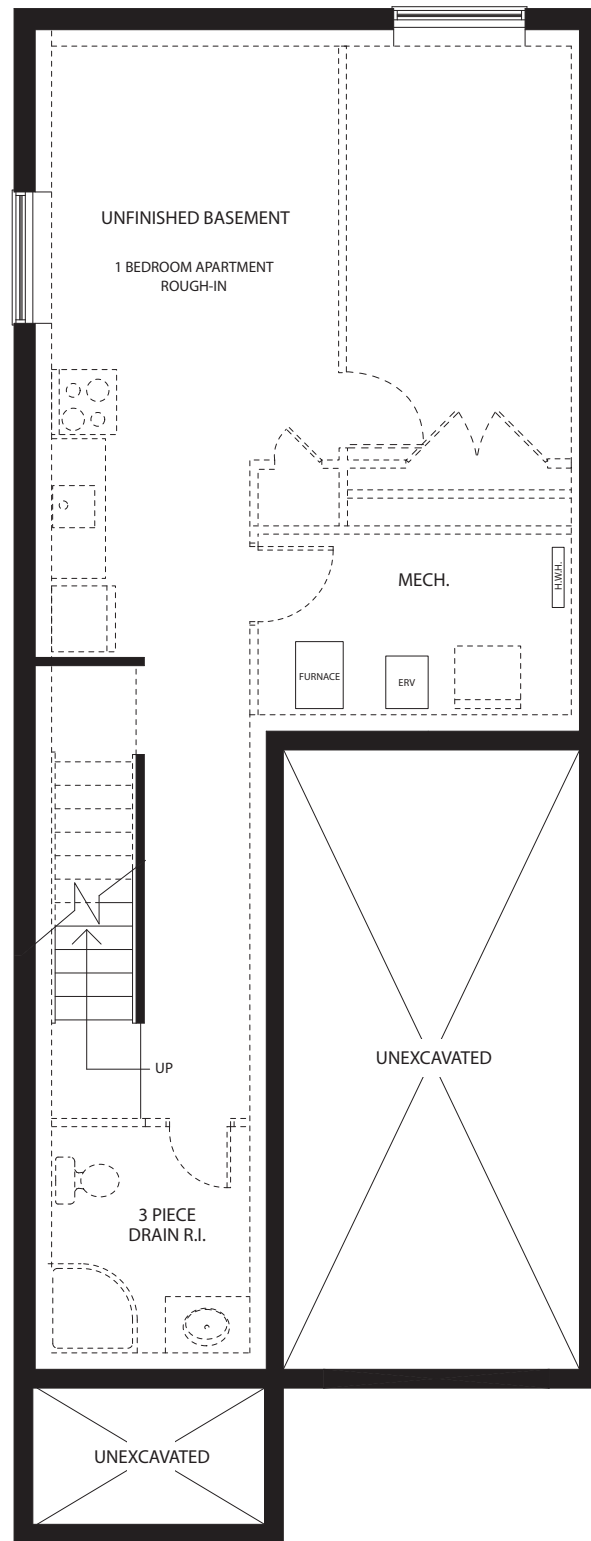 UNFINISHED BASEMENT
1 BEDROOM APARTMENT
ROUGH-IN
MECH.
H.W.H.
FURNACE
ERV
UNEXCAVATED
UP
3 PIECE
DRAIN R.I.
UNEXCAVATED